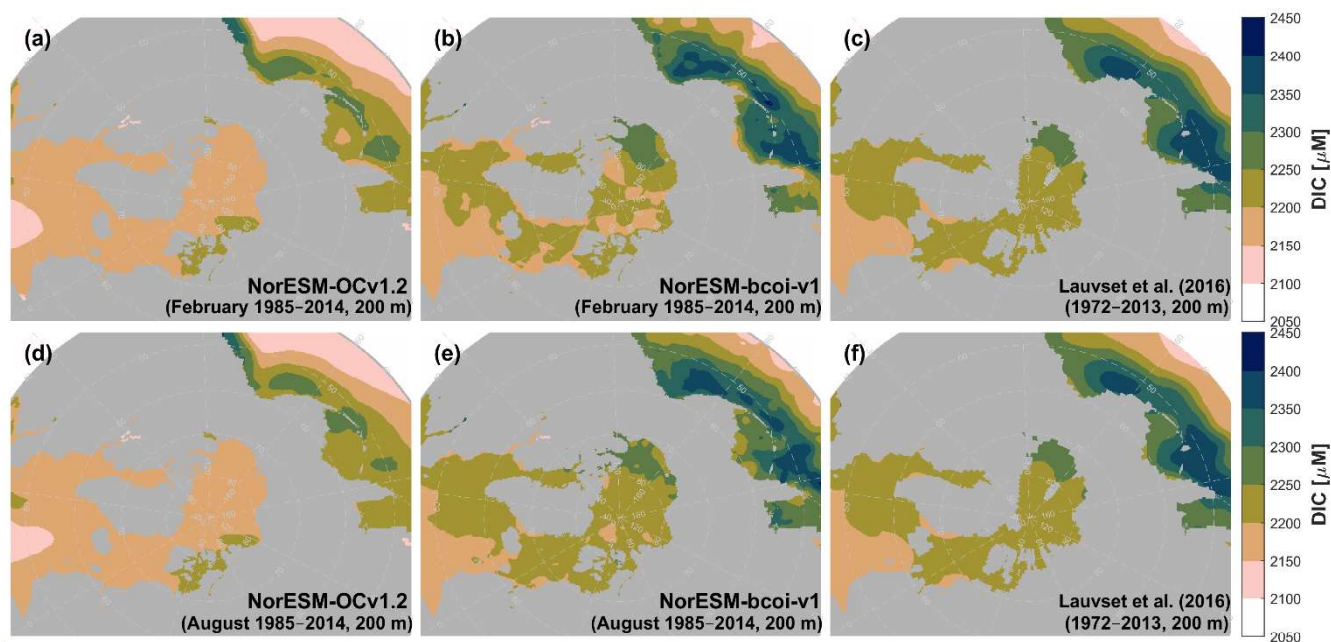 (a)
NorESM-OCv1.2
(February 1985–2014, 200 m)
(b)
NorESM-bcoi-v1
(February 1985–2014, 200 m)
(c)
Lauvset et al. (2016)
(1972–2013, 200 m)
2450
2400
2350
2300
2250
2200
2150
2100
2050
DIC [μM]
(d)
NorESM-OCv1.2
(August 1985–2014, 200 m)
(e)
NorESM-bcoi-v1
(August 1985–2014, 200 m)
(f)
Lauvset et al. (2016)
(1972–2013, 200 m)
2450
2400
2350
2300
2250
2200
2150
2100
2050
DIC [μM]